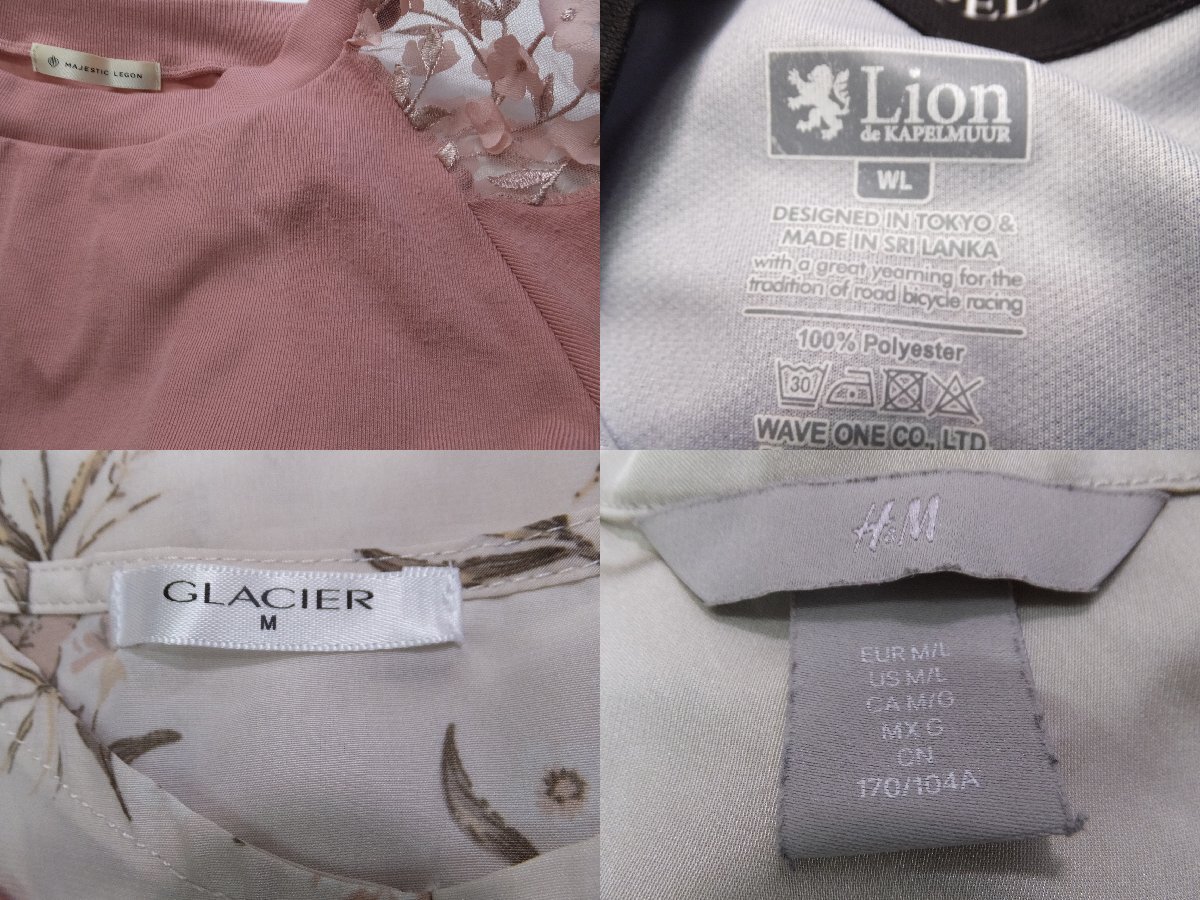 MAJESTIC LEGON
PEL
Lion
de KAPELMUUR
WL
DESIGNED IN TOKYO &
MADE IN SRI LANKA
with a great yearning for the
tradition of road bicycle racing
100% Polyester
30
WAVE ONE CO., LTD
GLACIER
M
H&M
EUR M/L
US M/L
CA M/G
MX G
CN
170/104A